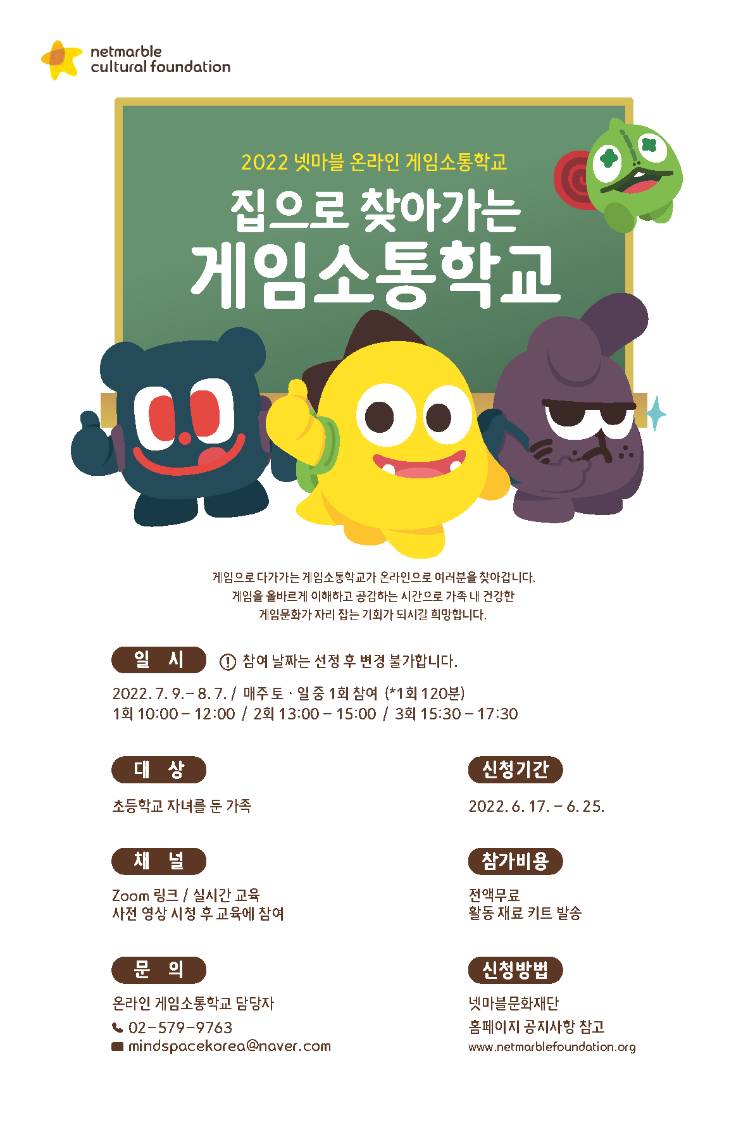 netmarble
cultural foundation
2022 넷마블 온라인 게임소통학교
집으로 찾아가는
게임소통학교
게임으로 다가가는 게임소통학교가 온라인으로 여러분을 찾아갑니다.
게임을 올바르게 이해하고 공감하는 시간으로 가족 내 건강한
게임문화가 자리 잡는 기회가 되시길 희망합니다.
일 시
! 참여 날짜는 선정 후 변경 불가합니다.
2022. 7. 9. – 8. 7. / 매주 토 · 일 중 1회 참여 (*1회 120분)
1회 10:00 – 12:00 / 2회 13:00 – 15:00 / 3회 15:30 – 17:30
대 상
초등학교 자녀를 둔 가족
신청기간
2022. 6. 17. – 6. 25.
채 널
Zoom 링크 / 실시간 교육
사전 영상 시청 후 교육에 참여
참가비용
전액무료
활동 재료 키트 발송
문 의
온라인 게임소통학교 담당자
02-579-9763
mindspacekorea@naver.com
신청방법
넷마블문화재단
홈페이지 공지사항 참고
www.netmarblefoundation.org